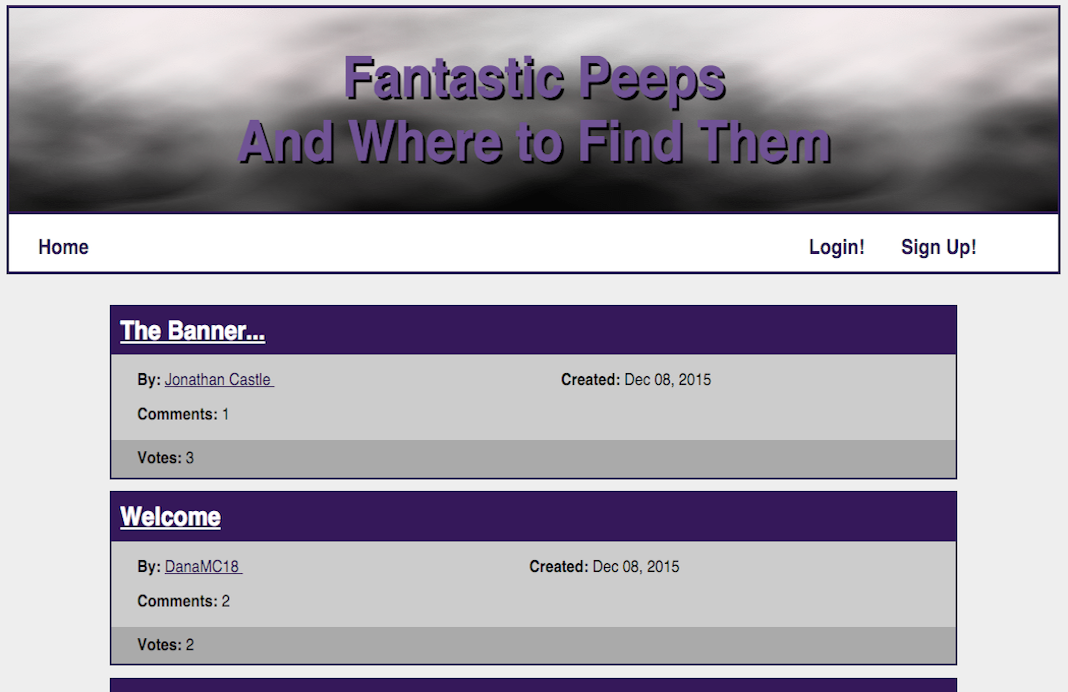 Fantastic Peeps
And Where to Find Them
Home Login! Sign Up!
The Banner...
By: Jonathan Castle Created: Dec 08, 2015
Comments: 1
Votes: 3
Welcome
By: DanaMC18 Created: Dec 08, 2015
Comments: 2
Votes: 2